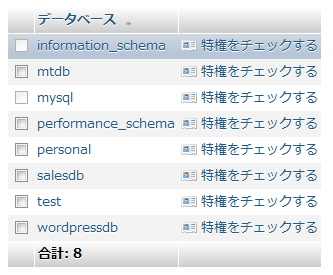 データベース
information_schema 特権をチェックする
mtdb 特権をチェックする
mysql 特権をチェックする
performance_schema 特権をチェックする
personal 特権をチェックする
salesdb 特権をチェックする
test 特権をチェックする
wordpressdb 特権をチェックする
合計: 8